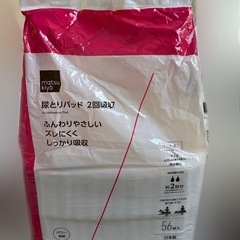 matsu
kiyo
尿とりパッド 2回吸収
ふんわりやさしい
ズレにくく
しっかり吸収
約2回分
56枚入
日本製